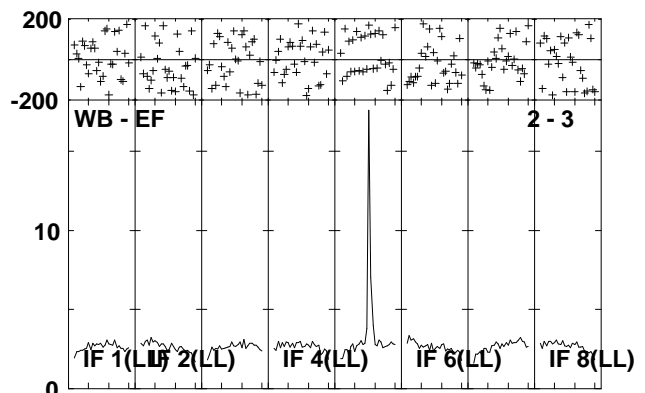 200
-200
WB - EF 2 - 3
10
IF 1(LL) IF 2(LL) IF 4(LL) IF 6(LL) IF 8(LL)
0